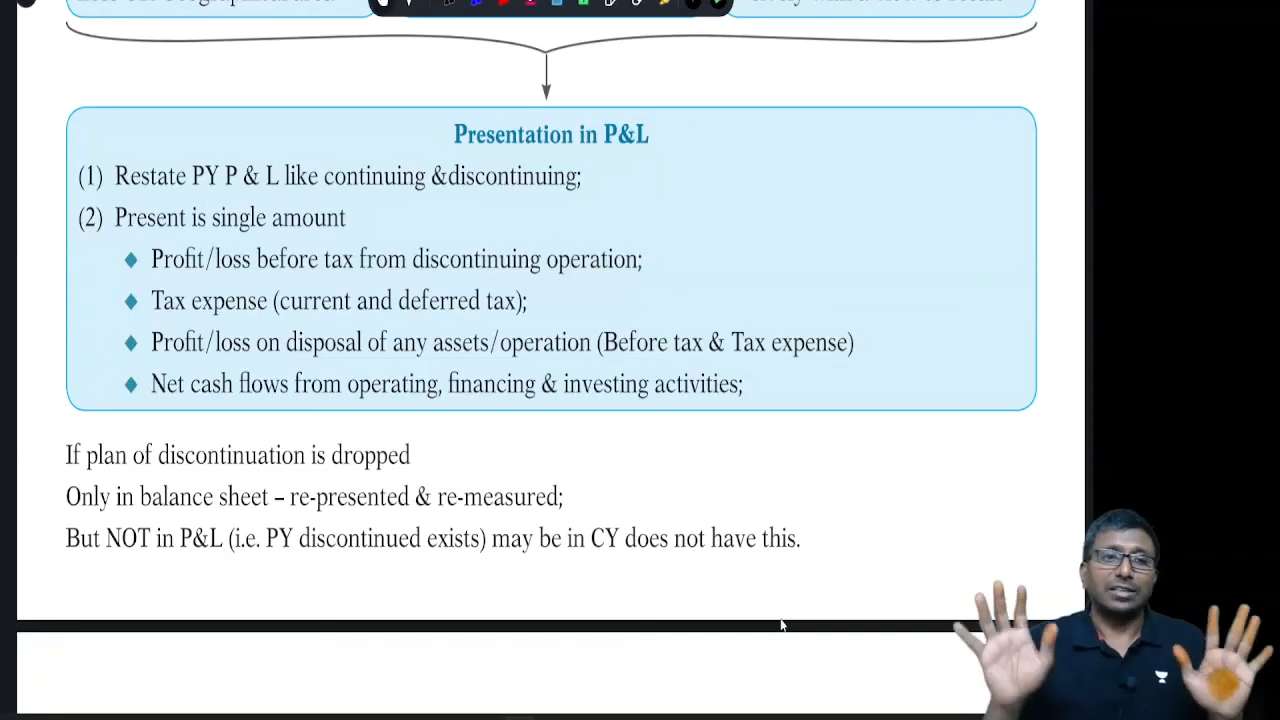 Presentation in P&L
(1) Restate PY P & L like continuing &discontinuing;
(2) Present is single amount
Profit/loss before tax from discontinuing operation;
Tax expense (current and deferred tax);
Profit/loss on disposal of any assets/operation (Before tax & Tax expense)
Net cash flows from operating, financing & investing activities;
If plan of discontinuation is dropped
Only in balance sheet – re-presented & re-measured;
But NOT in P&L (i.e. PY discontinued exists) may be in CY does not have this.